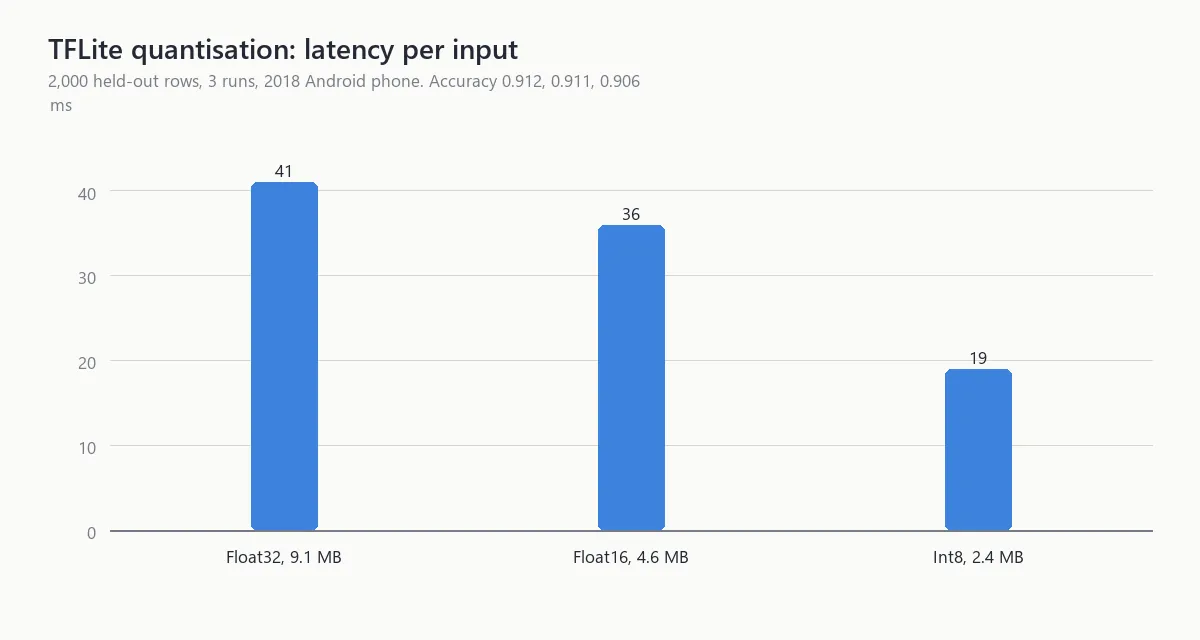 TFLite quantisation: latency per input
2,000 held-out rows, 3 runs, 2018 Android phone. Accuracy 0.912, 0.911, 0.906
ms
41
40
36
30
20
19
10
0
Float32, 9.1 MB
Float16, 4.6 MB
Int8, 2.4 MB